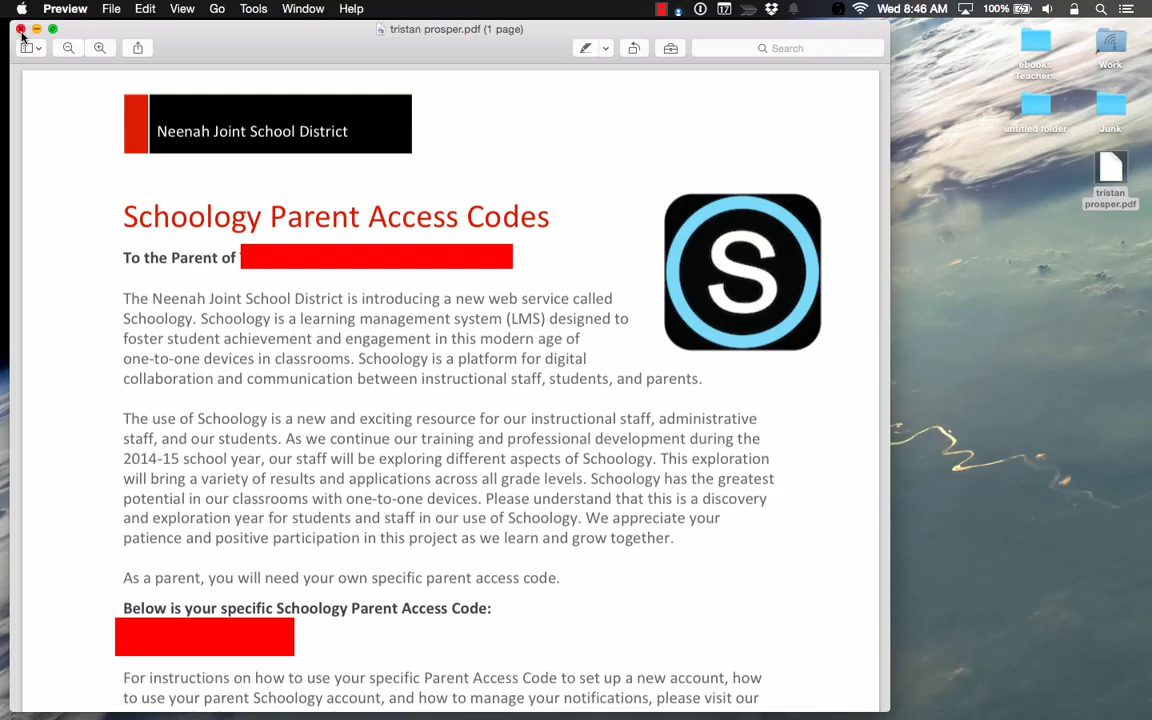 Preview File Edit View Go Tools Window Help
17 Wed 8:46 AM 100%
tristan prosper.pdf (1 page)
Search
ebooks
Teachers
Work
untitled folder
Junk
tristan
prosper.pdf
Neenah Joint School District
Schoology Parent Access Codes
S
To the Parent of
The Neenah Joint School District is introducing a new web service called
Schoology. Schoology is a learning management system (LMS) designed to
foster student achievement and engagement in this modern age of
one-to-one devices in classrooms. Schoology is a platform for digital
collaboration and communication between instructional staff, students, and parents.
The use of Schoology is a new and exciting resource for our instructional staff, administrative
staff, and our students. As we continue our training and professional development during the
2014-15 school year, our staff will be exploring different aspects of Schoology. This exploration
will bring a variety of results and applications across all grade levels. Schoology has the greatest
potential in our classrooms with one-to-one devices. Please understand that this is a discovery
and exploration year for students and staff in our use of Schoology. We appreciate your
patience and positive participation in this project as we learn and grow together.
As a parent, you will need your own specific parent access code.
Below is your specific Schoology Parent Access Code:
For instructions on how to use your specific Parent Access Code to set up a new account, how
to use your parent Schoology account, and how to manage your notifications, please visit our